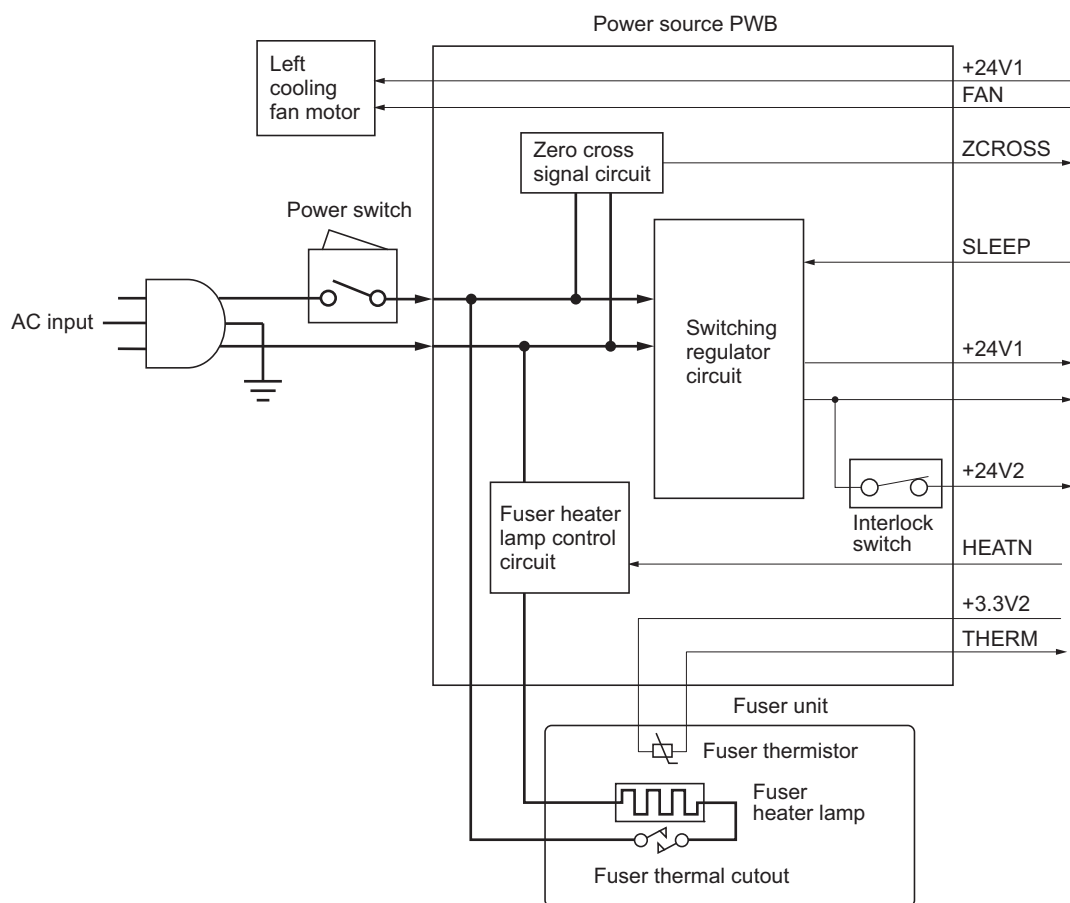 Power source PWB
Left
cooling
fan motor
+24V1
FAN
Zero cross
signal circuit
ZCROSS
Power switch
SLEEP
AC input
Switching
regulator
circuit
+24V1
+24V2
Interlock
switch
Fuser heater
lamp control
circuit
HEATN
+3.3V2
THERM
Fuser unit
Fuser thermistor
Fuser
heater lamp
Fuser thermal cutout